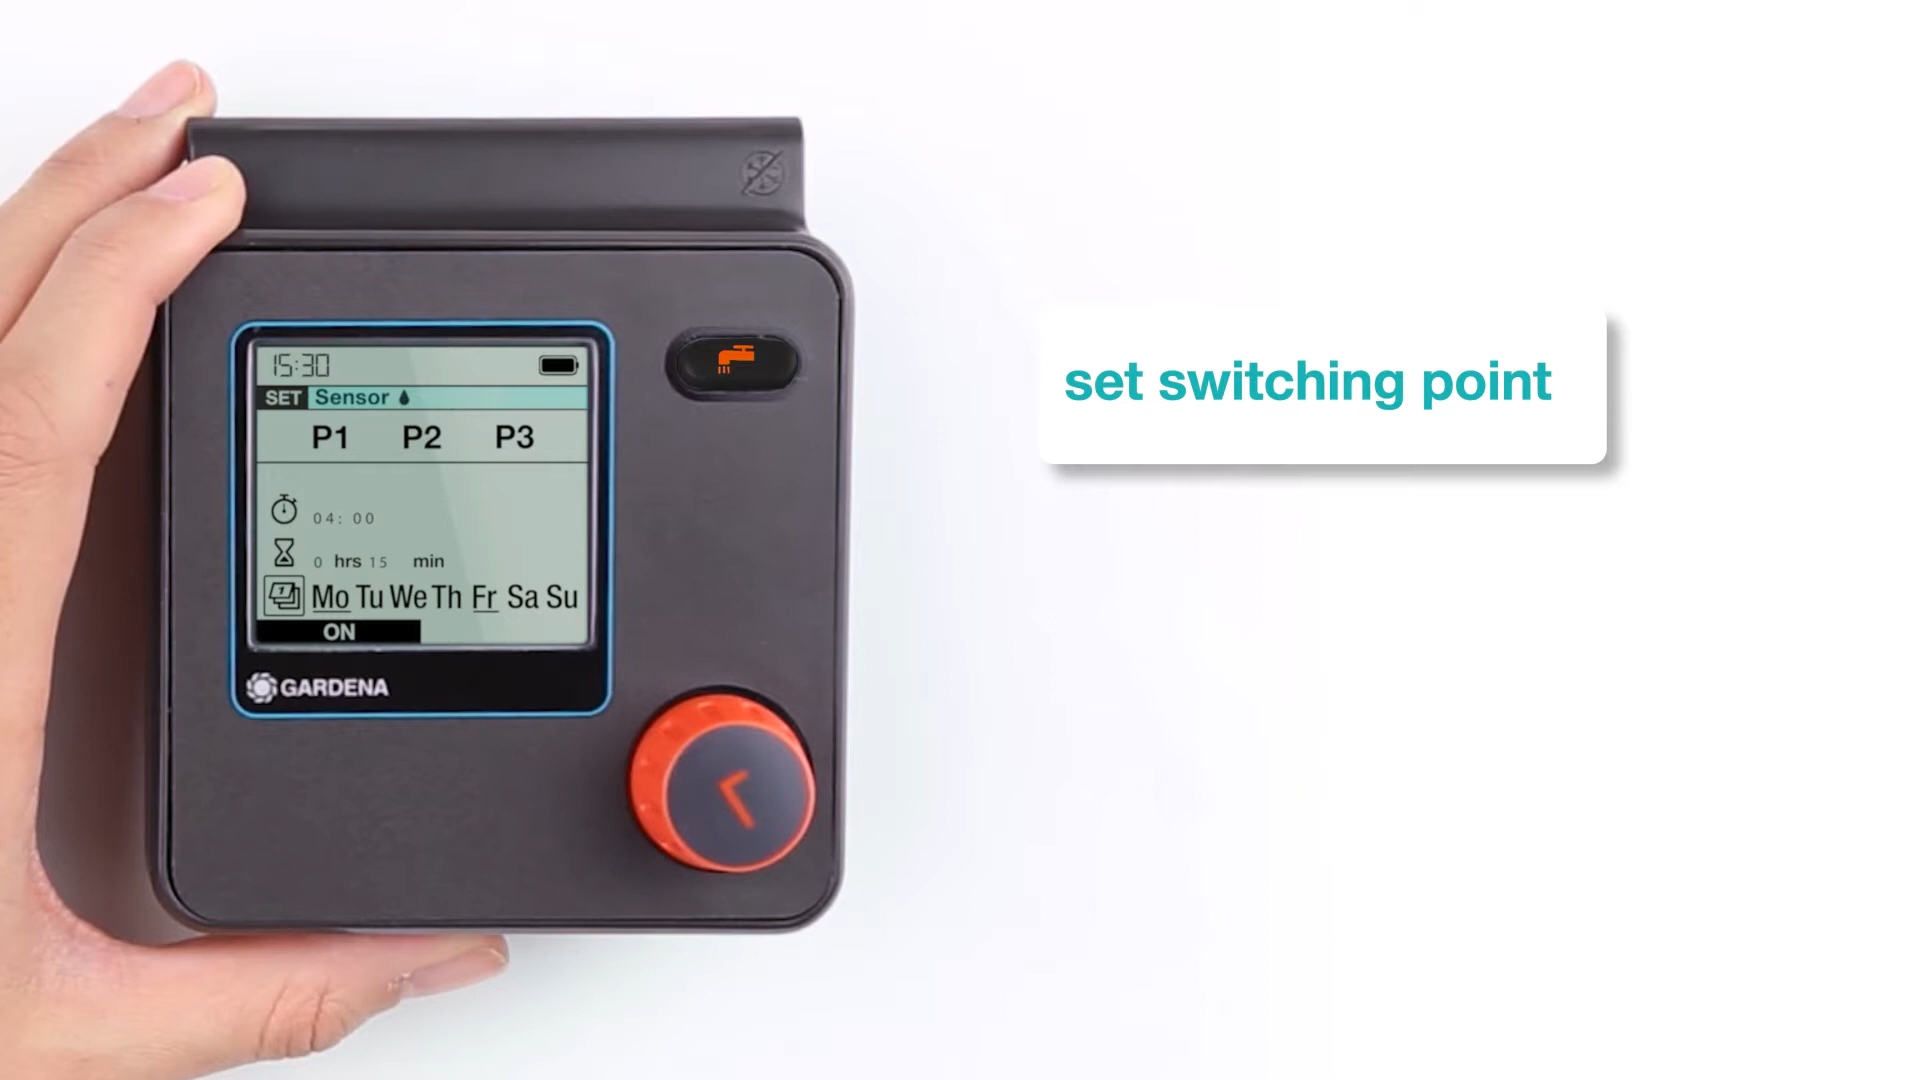 15:30
SET Sensor
P1 P2 P3
04: 00
0 hrs 15 min
1
Mo Tu We Th Fr Sa Su
ON
GARDENA
set switching point